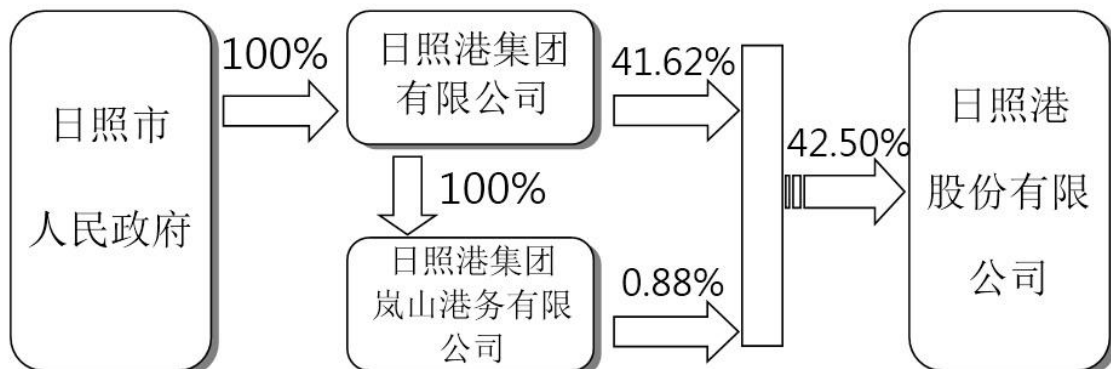 日照市
人民政府
100%
日照港集团
有限公司
41.62%
100%
日照港集团
岚山港务有限
公司
0.88%
42.50%
日照港
股份有限
公司